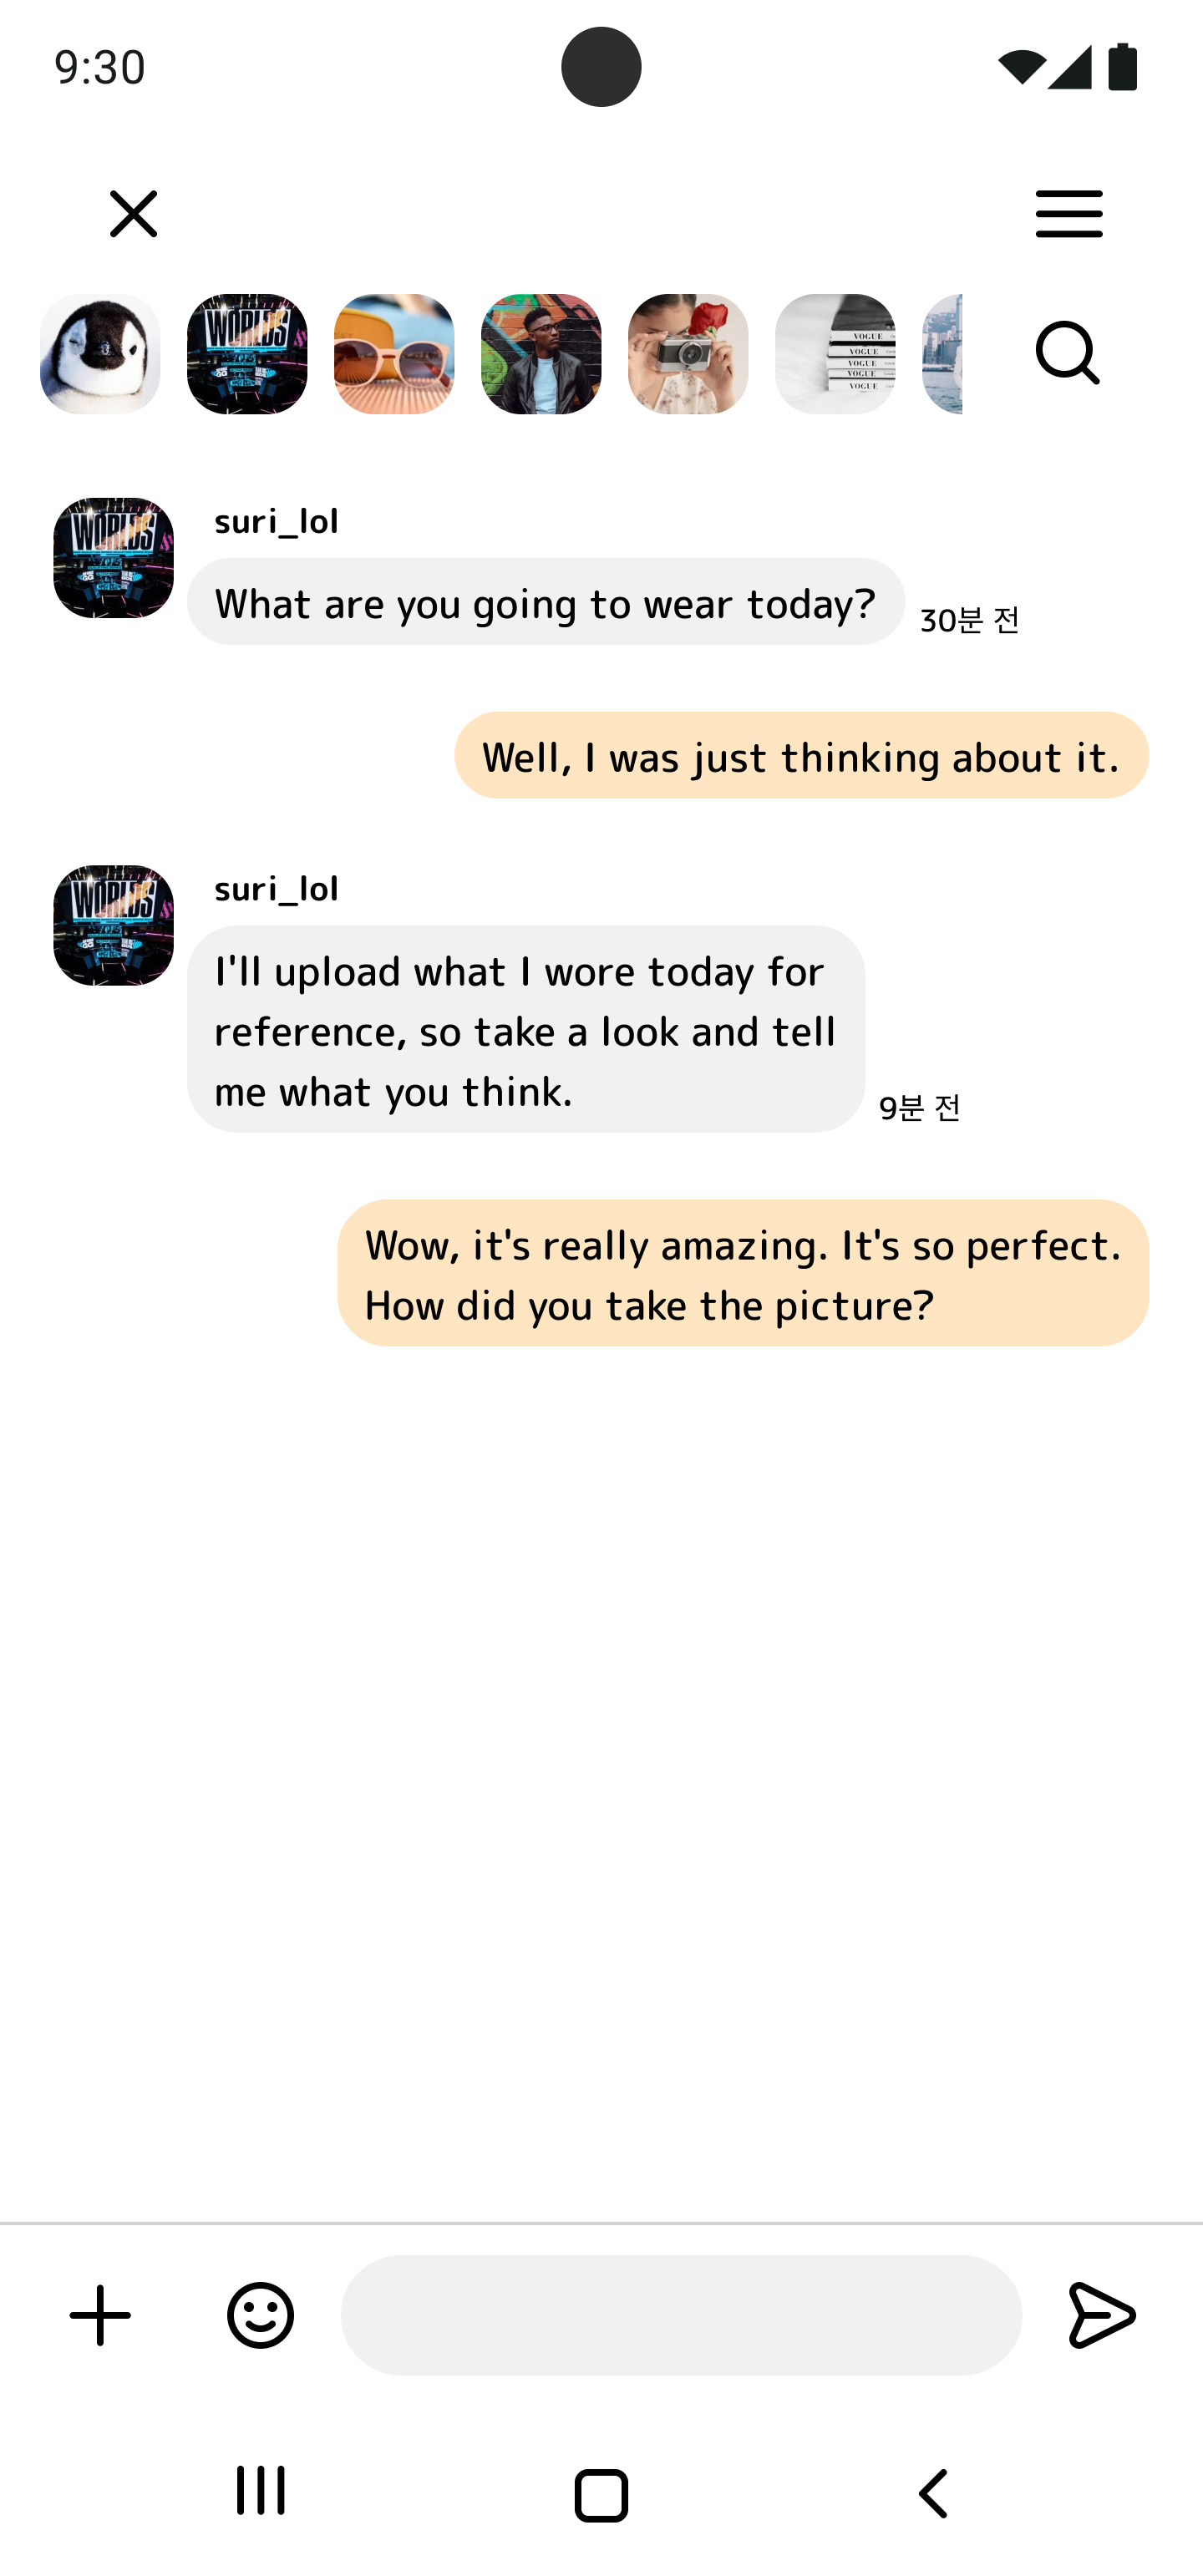 9:30
WORLDS
VOGUE
VOGUE
VOGUE
VOGUE
VOGUE
WORLDS
suri_lol
What are you going to wear today?
30분 전
Well, I was just thinking about it.
WORLDS
suri_lol
I'll upload what I wore today for
reference, so take a look and tell
me what you think.
9분 전
Wow, it's really amazing. It's so perfect.
How did you take the picture?